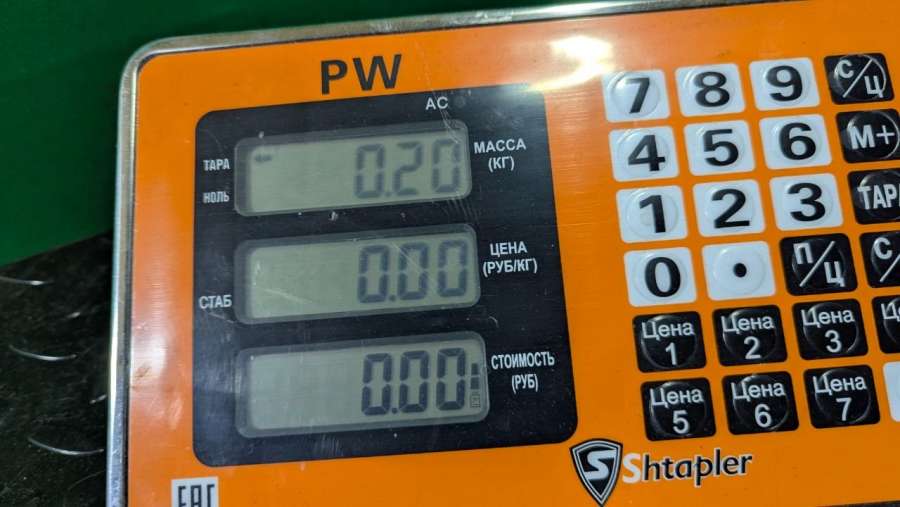 PW
AC
ТАРА
НОЛЬ
0.20
МАССА
(КГ)
СТАБ
0.00
ЦЕНА
(РУБ/КГ)
0.00
СТОИМОСТЬ
(РУБ)
7 8 9 С/Ц
4 5 6 М+
1 2 3 ТАРА
0 . П/Ц С/
Цена 1 Цена 2 Цена 3
Цена 5 Цена 6 Цена 7
S Shtapler
EAC